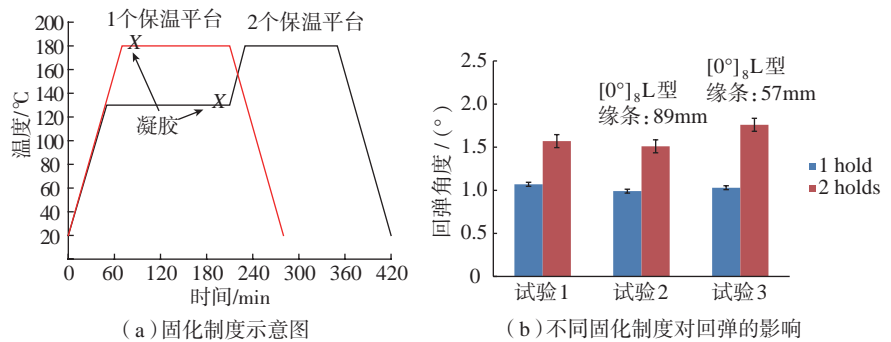 1个保温平台 2个保温平台
200
180
160
140
120
100
80
60
40
20
温度/℃
X
X
凝胶
0 60 120 180 240 300 360 420
时间/min
(a)固化制度示意图
2.5
2.0
1.5
1.0
0.5
0
回弹角度/(°)
[0°]₈L型
缘条:89mm
[0°]₈L型
缘条:57mm
1 hold
2 holds
试验1 试验2 试验3
(b)不同固化制度对回弹的影响